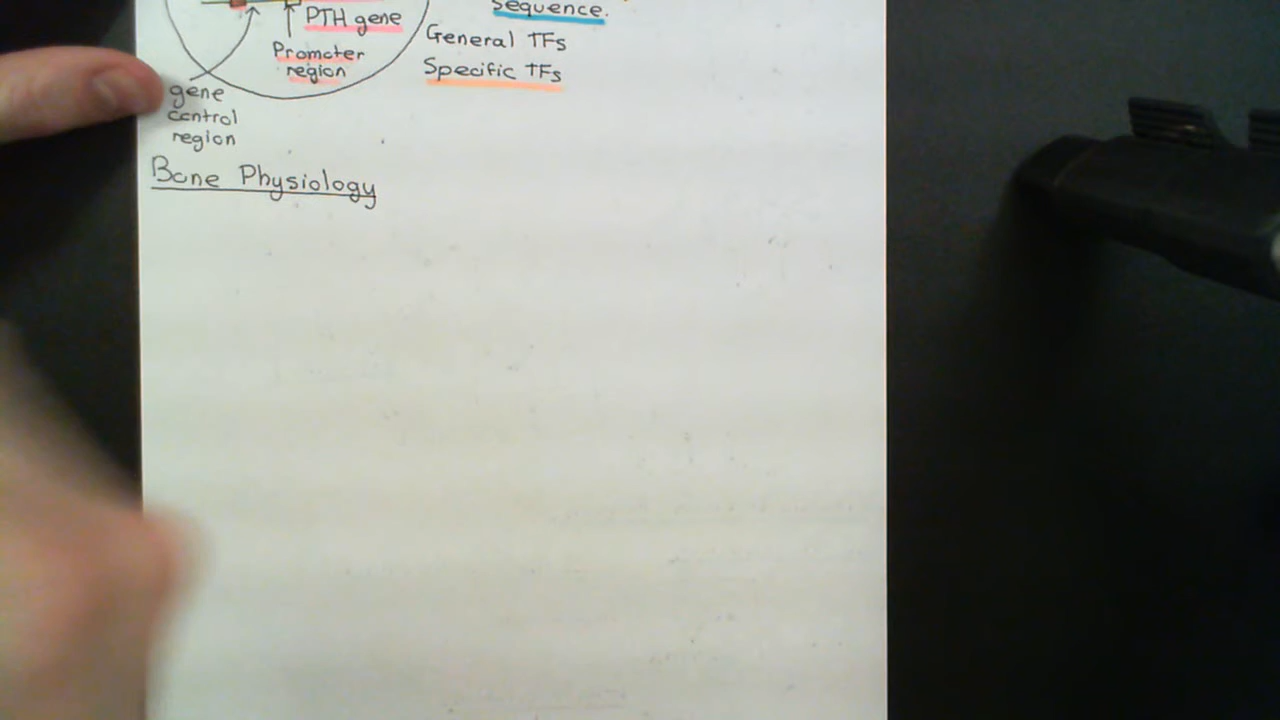 sequence.
PTH gene
General TFs
Promoter
region
Specific TFs
gene
control
region
Bone Physiology